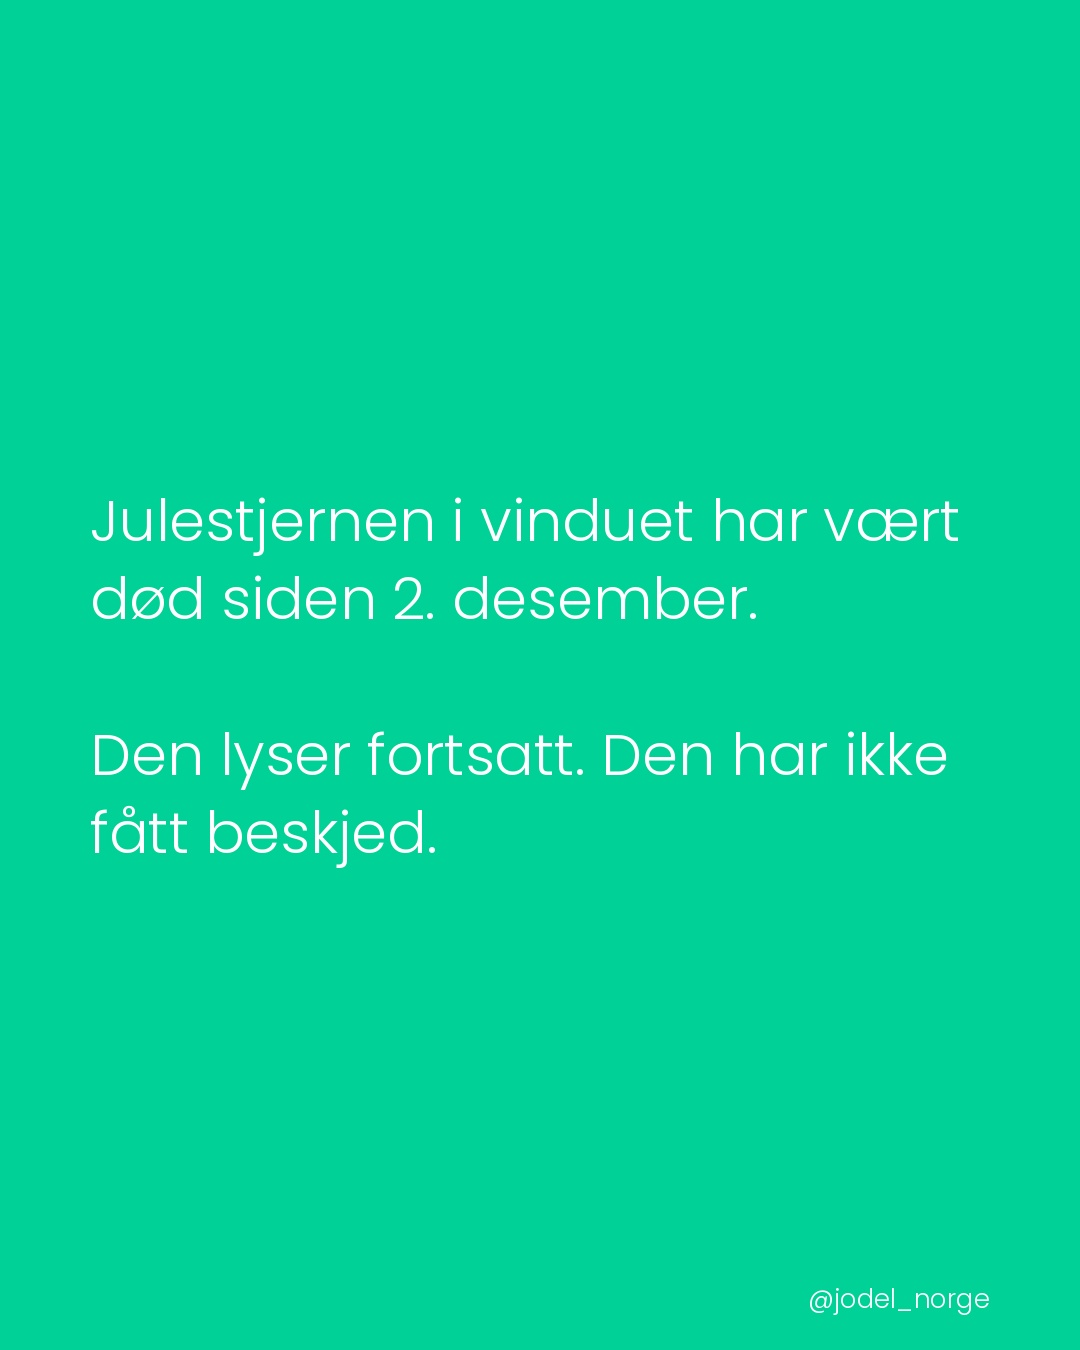 Julestjernen i vinduet har vært
død siden 2. desember.
Den lyser fortsatt. Den har ikke
fått beskjed.
@jodel_norge